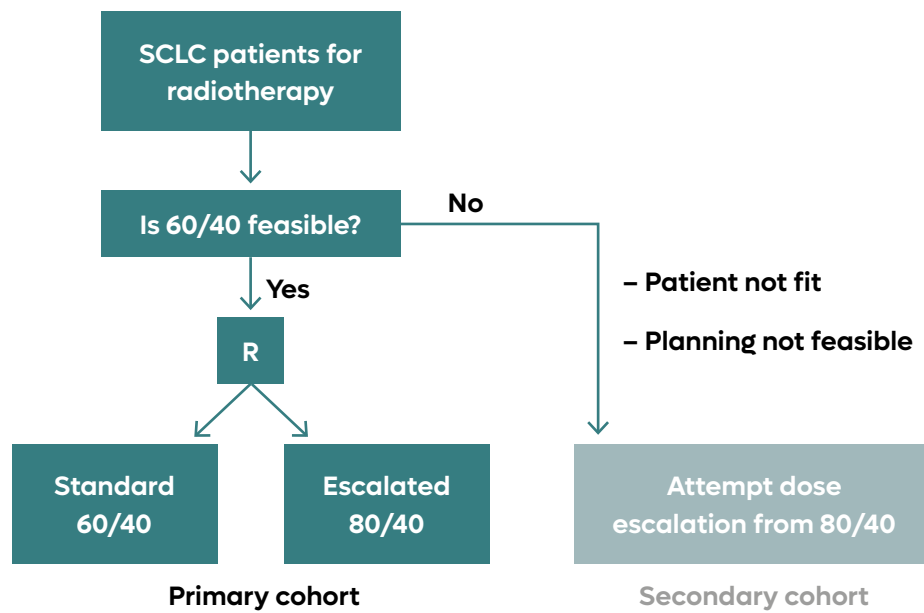 SCLC patients for
radiotherapy
Is 60/40 feasible?
No
Yes
– Patient not fit
– Planning not feasible
R
Standard
60/40
Escalated
80/40
Attempt dose
escalation from 80/40
Primary cohort
Secondary cohort